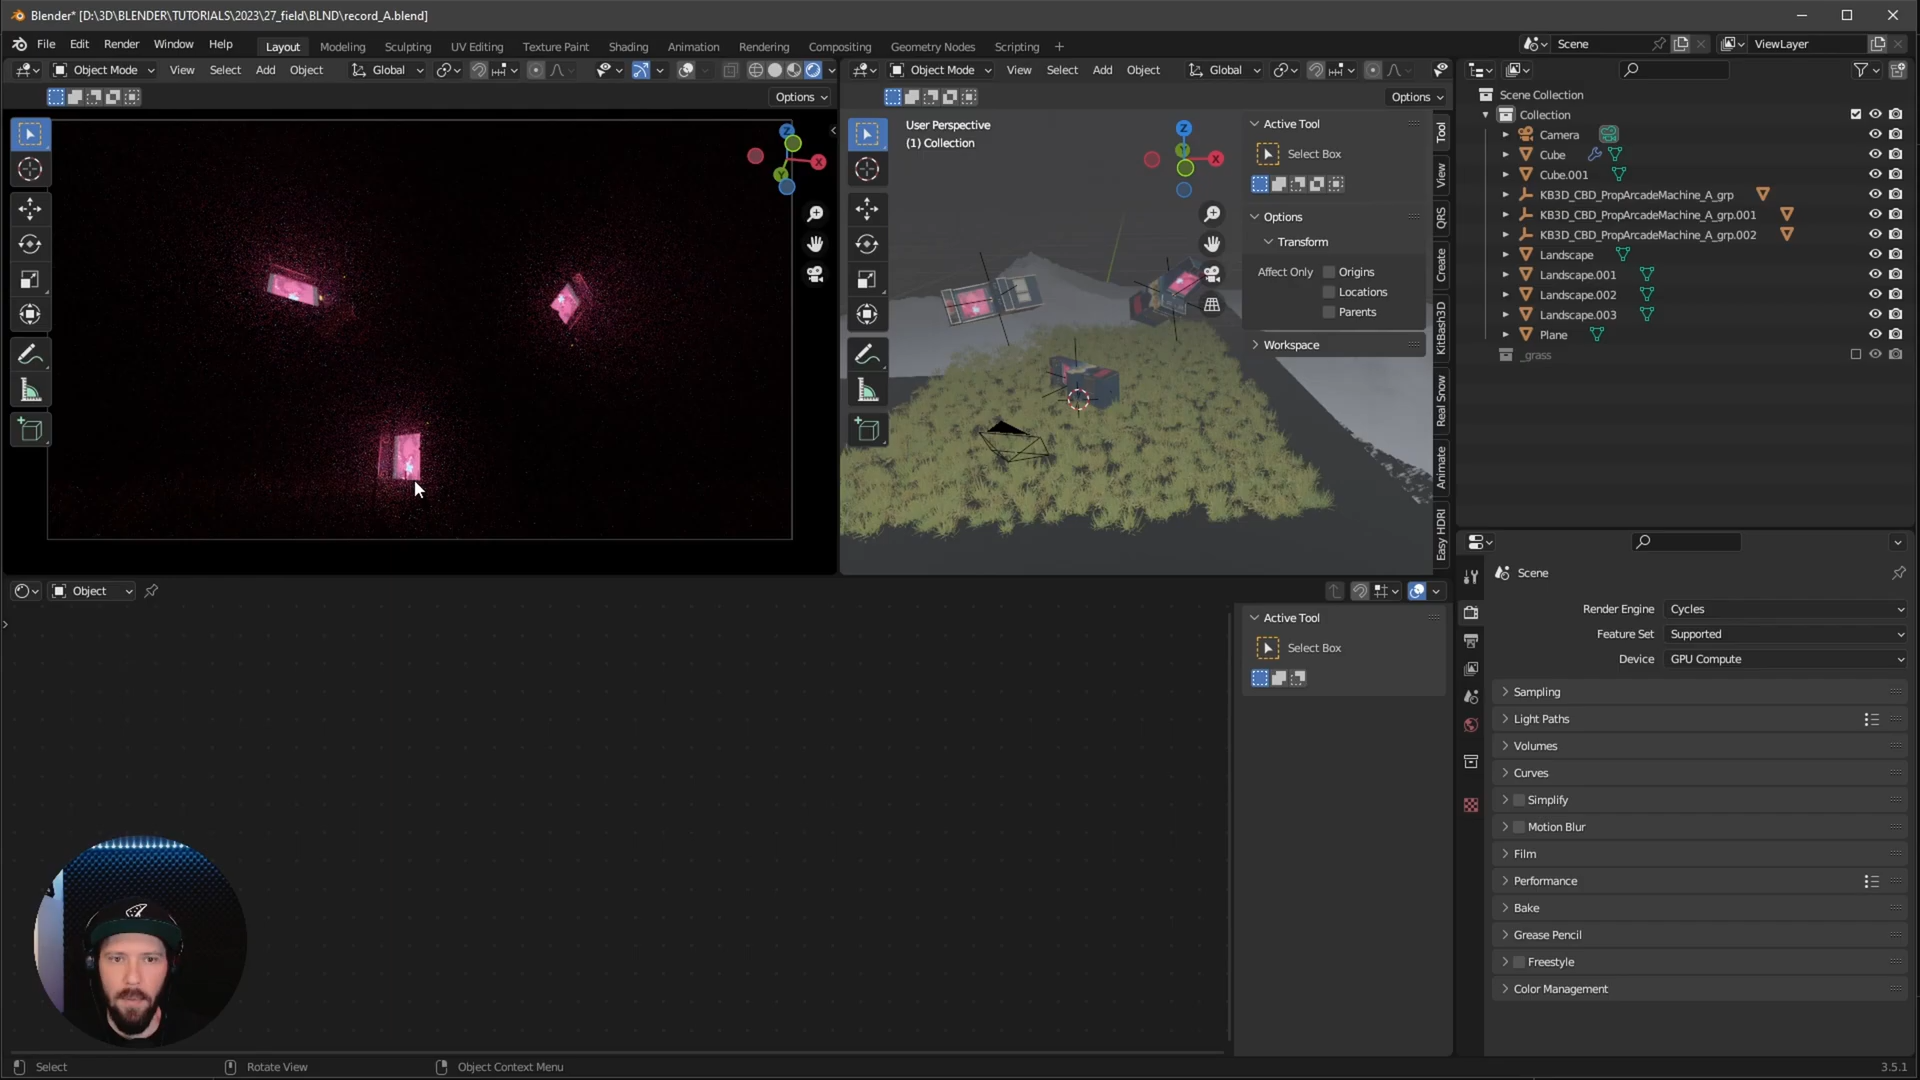 Blender* [D:\3D\BLENDER\TUTORIALS\2023\27_field\BLND\record_A.blend]
File Edit Render Window Help Layout Modeling Sculpting UV Editing Texture Paint Shading Animation Rendering Compositing Geometry Nodes Scripting + Scene ViewLayer
Object Mode View Select Add Object Global Object Mode View Select Add Object Global
Options Options
Scene Collection
Collection
Camera
Cube
Cube.001
KB3D_CBD_PropArcadeMachine_A_grp
KB3D_CBD_PropArcadeMachine_A_grp.001
KB3D_CBD_PropArcadeMachine_A_grp.002
Landscape
Landscape.001
Landscape.002
Landscape.003
Plane
_grass
Z
X
Y
User Perspective
(1) Collection
Z
X
Y
Active Tool
Select Box
Options
Transform
Affect Only Origins
Locations
Parents
Workspace
Tool
View
QRS
Create
KitBash3D
Real Snow
Animate
Easy HDRI
Object
Active Tool
Select Box
Scene
Render Engine Cycles
Feature Set Supported
Device GPU Compute
Sampling
Light Paths
Volumes
Curves
Simplify
Motion Blur
Film
Performance
Bake
Grease Pencil
Freestyle
Color Management
Select Rotate View Object Context Menu 3.5.1